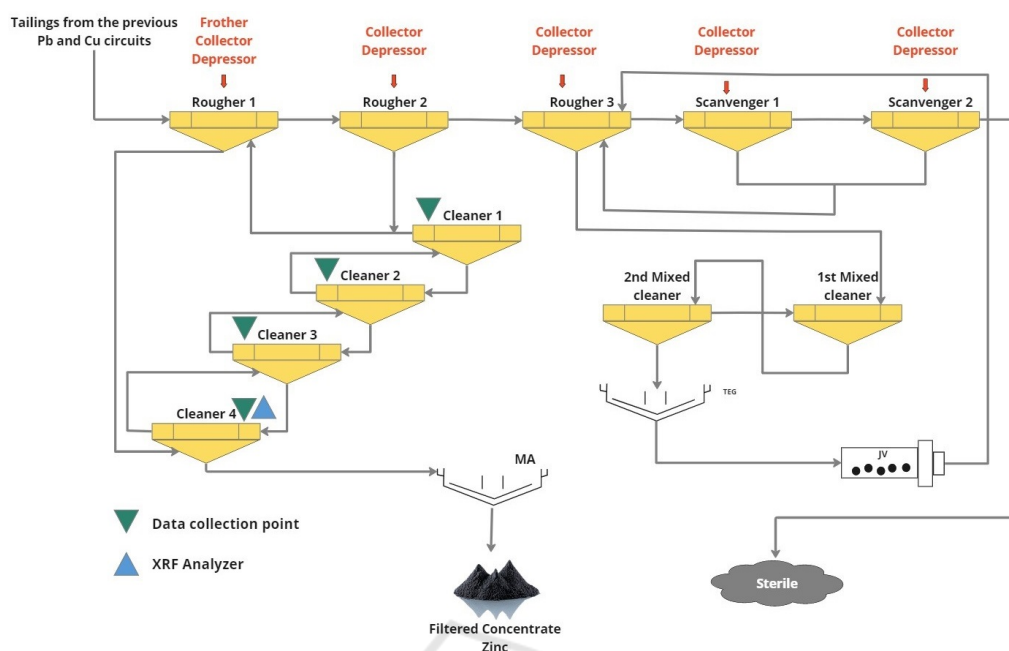 Tailings from the previous
Pb and Cu circuits
Frother
Collector
Depressor
Collector
Depressor
Collector
Depressor
Collector
Depressor
Collector
Depressor
Rougher 1
Rougher 2
Rougher 3
Scanvenger 1
Scanvenger 2
Cleaner 1
Cleaner 2
2nd Mixed
cleaner
1st Mixed
cleaner
Cleaner 3
TEG
Cleaner 4
MA
JV
Data collection point
XRF Analyzer
Sterile
Filtered Concentrate
Zinc